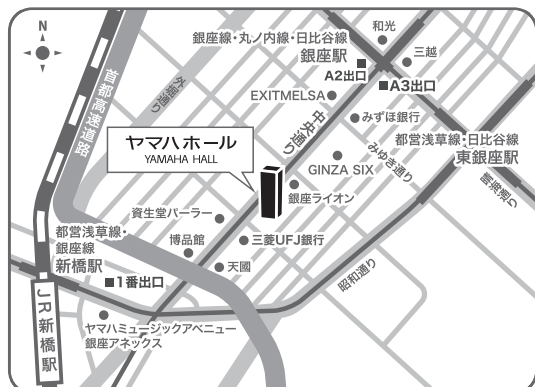 N
和光
銀座線・丸ノ内線・日比谷線
銀座駅
三越
A2出口
A3出口
EXITMELSA
外堀通り
首都高速道路
中央通り
みずほ銀行
都営浅草線・日比谷線
東銀座駅
ヤマハホール
YAMAHA HALL
みゆき通り
GINZA SIX
晴海通り
銀座ライオン
資生堂パーラー
都営浅草線・
銀座線
新橋駅
博品館
三菱UFJ銀行
天國
昭和通り
1番出口
JR新橋駅
ヤマハミュージックアベニュー
銀座アネックス